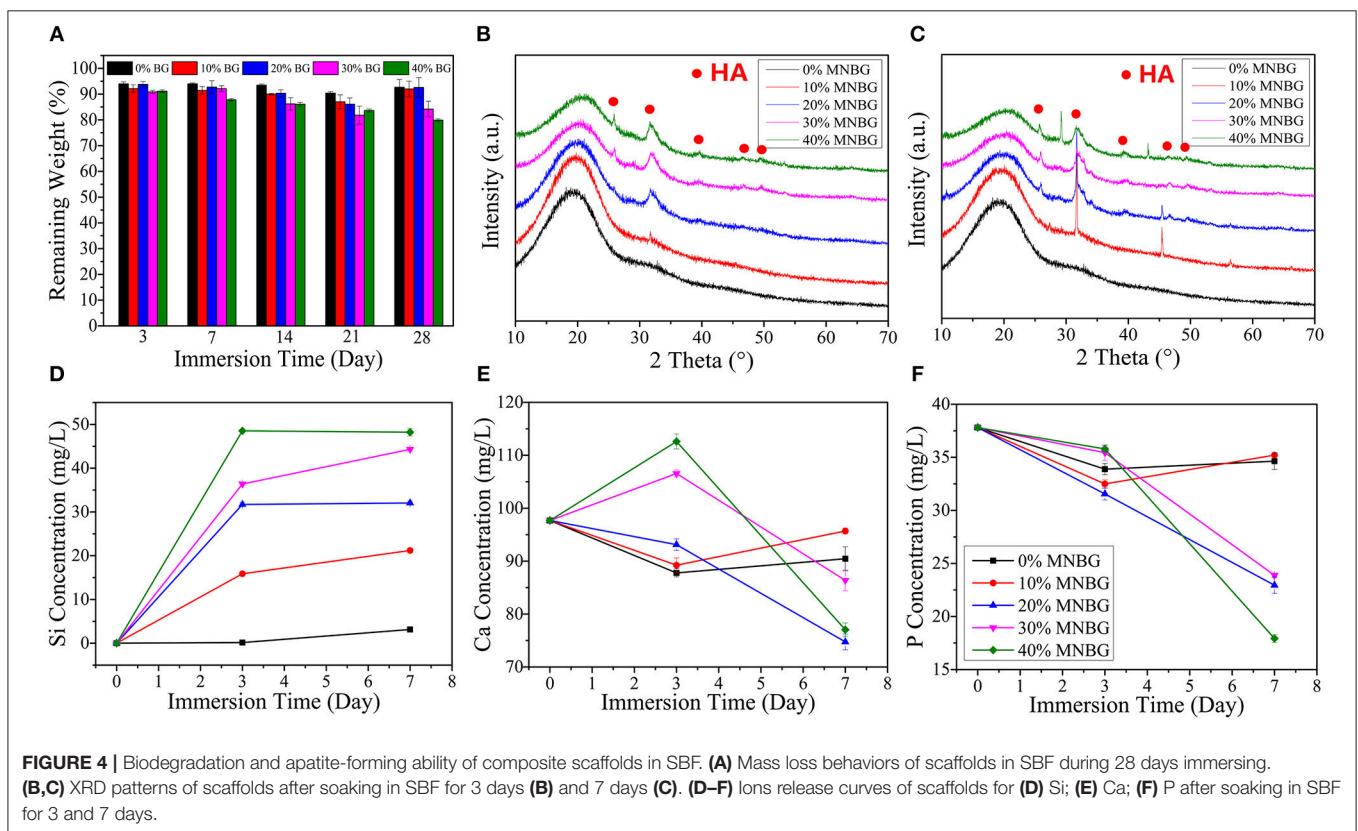 A
0% BG 10% BG 20% BG 30% BG 40% BG
100
90
80
70
60
50
40
30
20
10
0
Remaining Weight (%)
3 7 14 21 28
Immersion Time (Day)
B
HA
0% MNBG
10% MNBG
20% MNBG
30% MNBG
40% MNBG
Intensity (a.u.)
10 20 30 40 50 60 70
2 Theta (°)
C
HA
0% MNBG
10% MNBG
20% MNBG
30% MNBG
40% MNBG
Intensity (a.u.)
10 20 30 40 50 60 70
2 Theta (°)
D
50
40
30
20
10
0
Si Concentration (mg/L)
0 1 2 3 4 5 6 7 8
Immersion Time (Day)
E
120
110
100
90
80
70
Ca Concentration (mg/L)
0 1 2 3 4 5 6 7 8
Immersion Time (Day)
F
40
35
30
25
20
15
P Concentration (mg/L)
0% MNBG
10% MNBG
20% MNBG
30% MNBG
40% MNBG
0 1 2 3 4 5 6 7 8
Immersion Time (Day)
FIGURE 4 | Biodegradation and apatite-forming ability of composite scaffolds in SBF. (A) Mass loss behaviors of scaffolds in SBF during 28 days immersing.
(B,C) XRD patterns of scaffolds after soaking in SBF for 3 days (B) and 7 days (C). (D–F) Ions release curves of scaffolds for (D) Si; (E) Ca; (F) P after soaking in SBF
for 3 and 7 days.